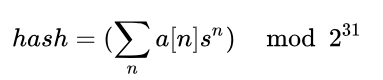 hash = (∑ₙ a[n]sⁿ) mod 2³¹